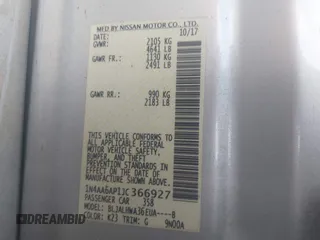 MFD BY NISSAN MOTOR CO., LTD.
10/17
GVWR: 2105 KG
4641 LB
GAWR FR.: 1130 KG
2491 LB
GAWR RR.: 990 KG
2183 LB
THIS VEHICLE CONFORMS TO ALL
APPLICABLE FEDERAL MOTOR
VEHICLE SAFETY, BUMPER, AND THEFT
PREVENTION STANDARDS
IN EFFECT ON THE DATE OF
MANUFACTURE SHOWN ABOVE.
1N4AA6AP1JC366927
PASSENGER CAR 358
MODEL: BLJALHWA36EUA----B
COLOR: K23 TRIM: G 9N00A
DREAMBID